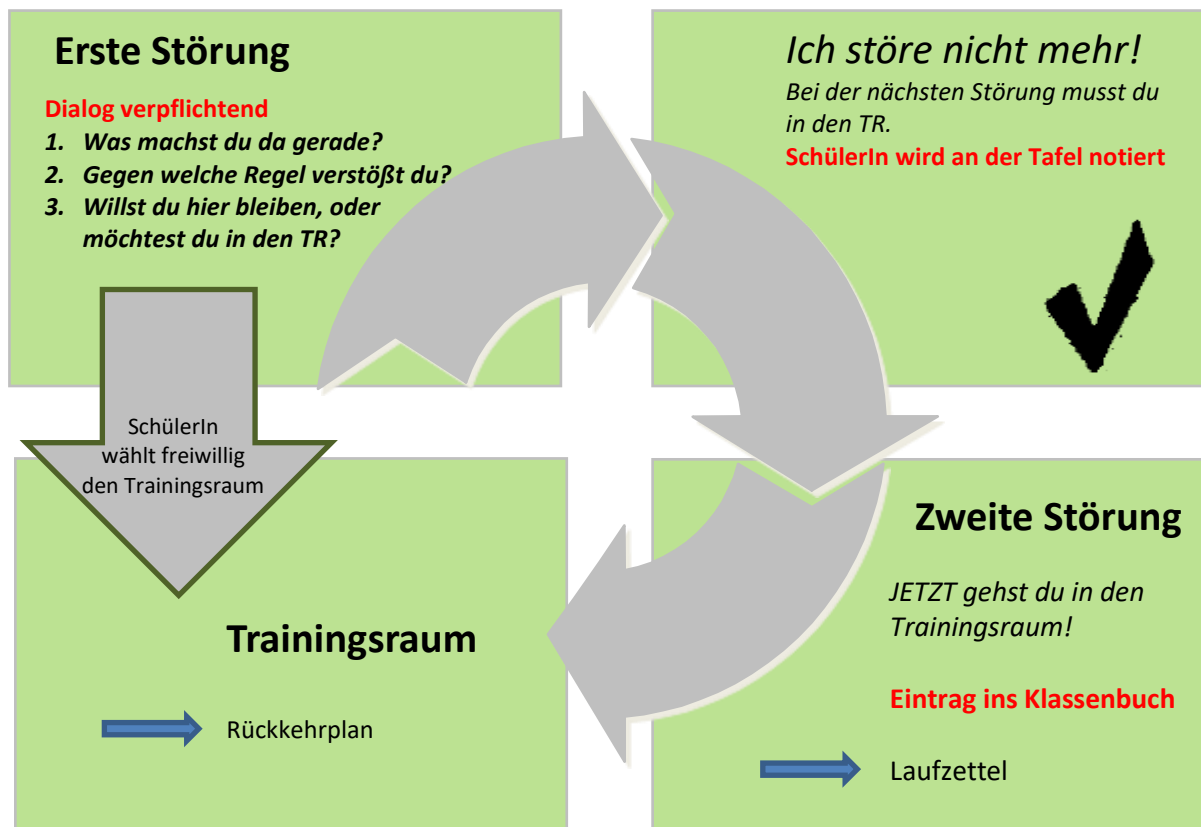 Erste Störung
Dialog verpflichtend
1. Was machst du da gerade?
2. Gegen welche Regel verstößt du?
3. Willst du hier bleiben, oder
möchtest du in den TR?
SchülerIn
wählt freiwillig
den Trainingsraum
Ich störe nicht mehr!
Bei der nächsten Störung musst du
in den TR.
SchülerIn wird an der Tafel notiert
Zweite Störung
JETZT gehst du in den
Trainingsraum!
Eintrag ins Klassenbuch
Laufzettel
Trainingsraum
Rückkehrplan